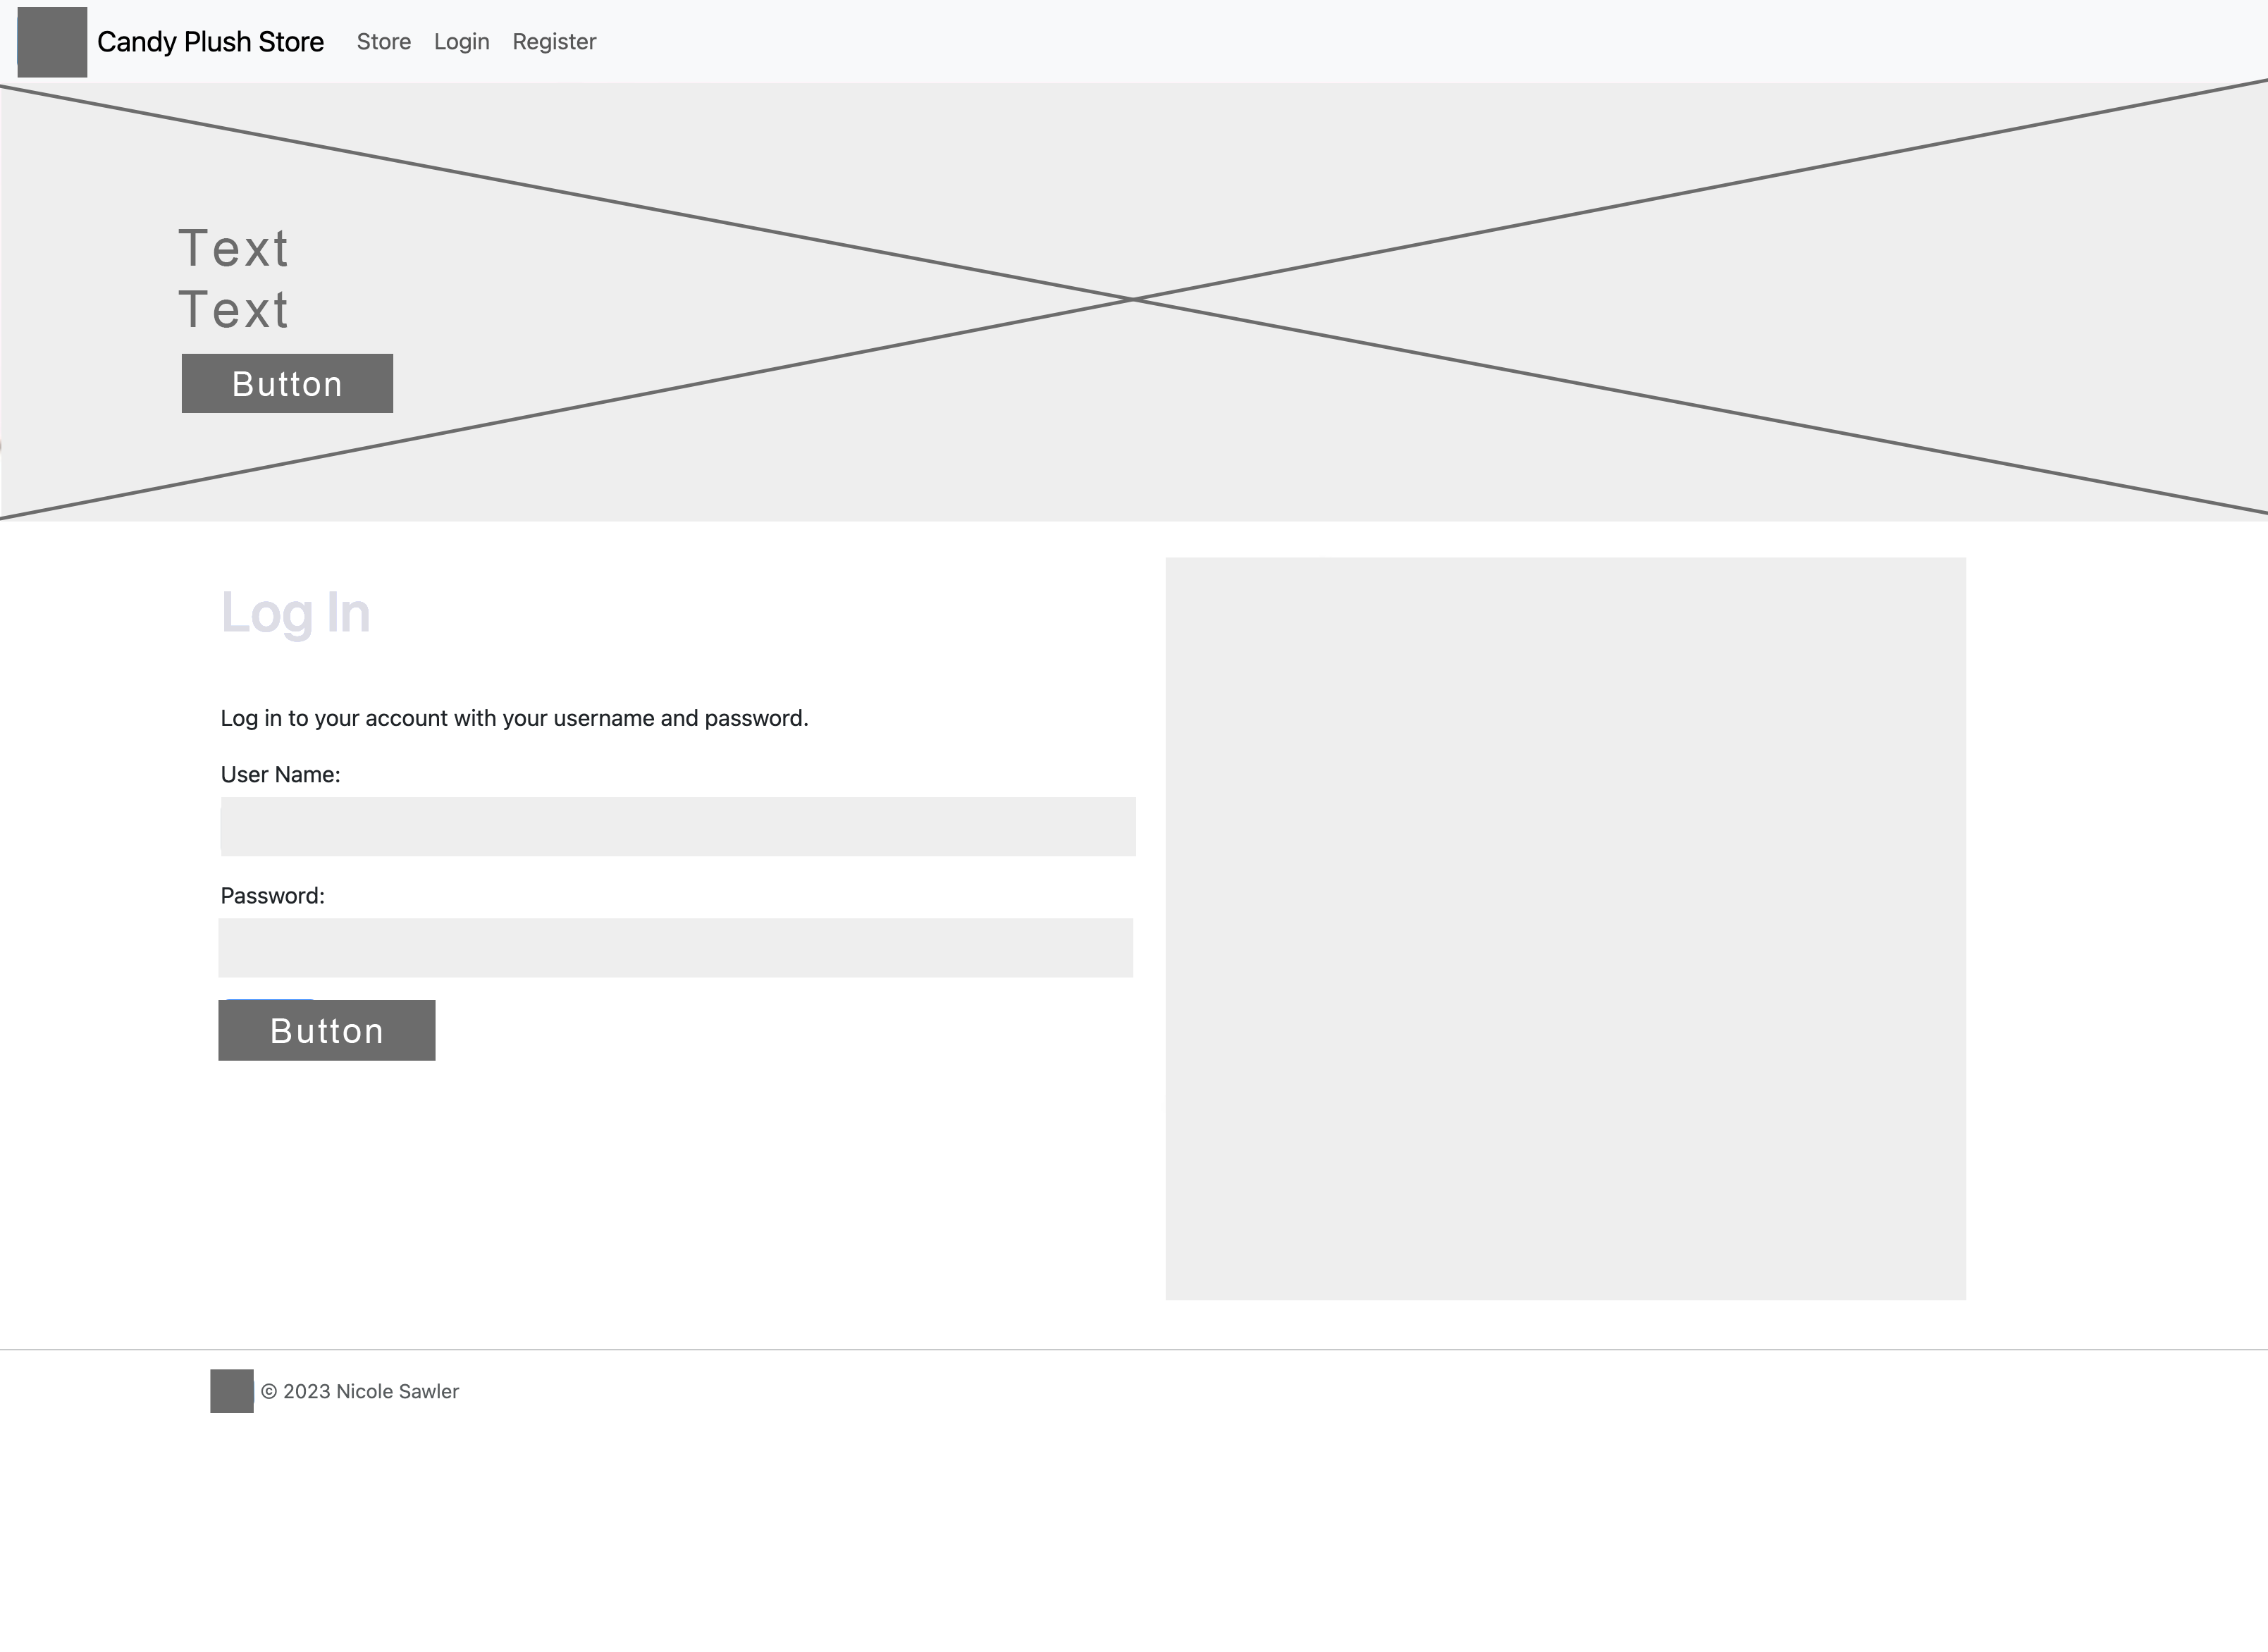 Candy Plush Store Store Login Register
Text
Text
Button
Log In
Log in to your account with your username and password.
User Name:
Password:
Button
© 2023 Nicole Sawler